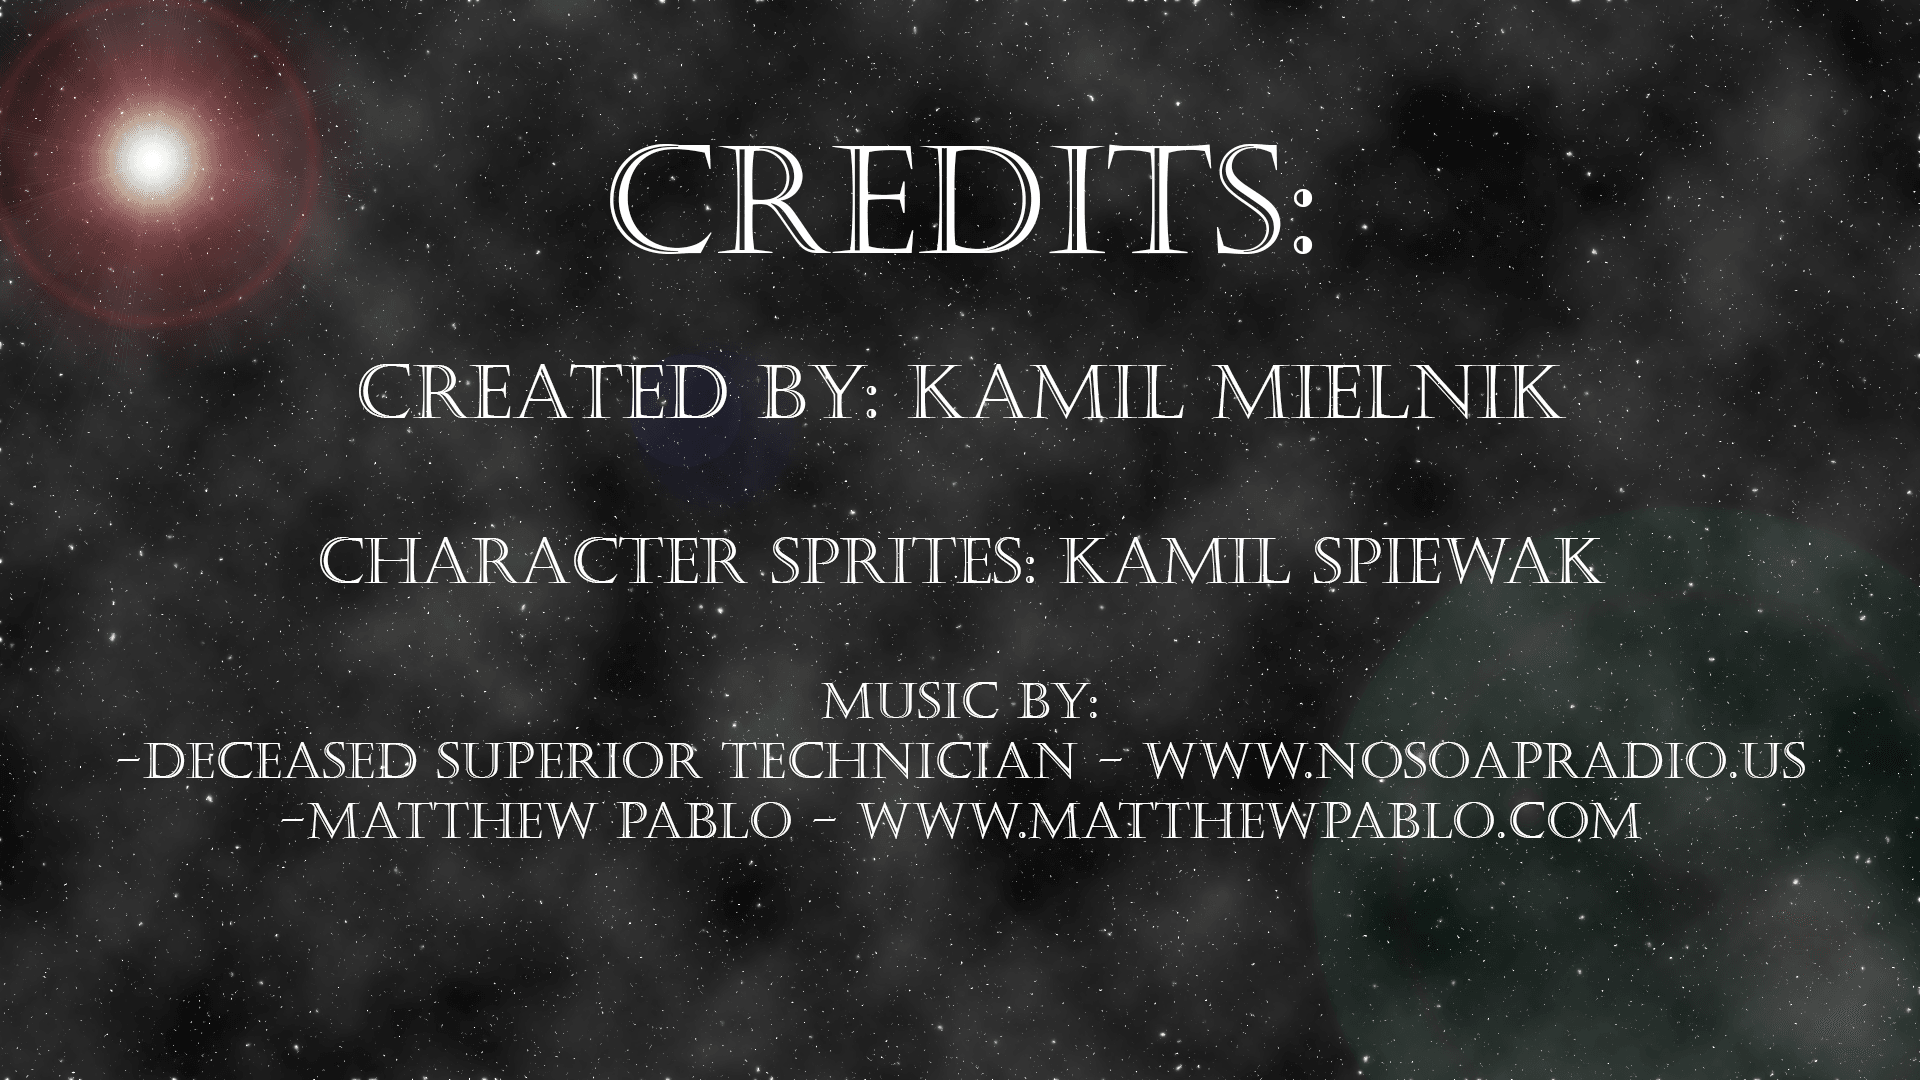 CREDITS:
CREATED BY: KAMIL MIELNIK
CHARACTER SPRITES: KAMIL SPIEWAK
MUSIC BY:
-DECEASED SUPERIOR TECHNICIAN - WWW.NOSOAPRADIO.US
-MATTHEW PABLO - WWW.MATTHEWPABLO.COM